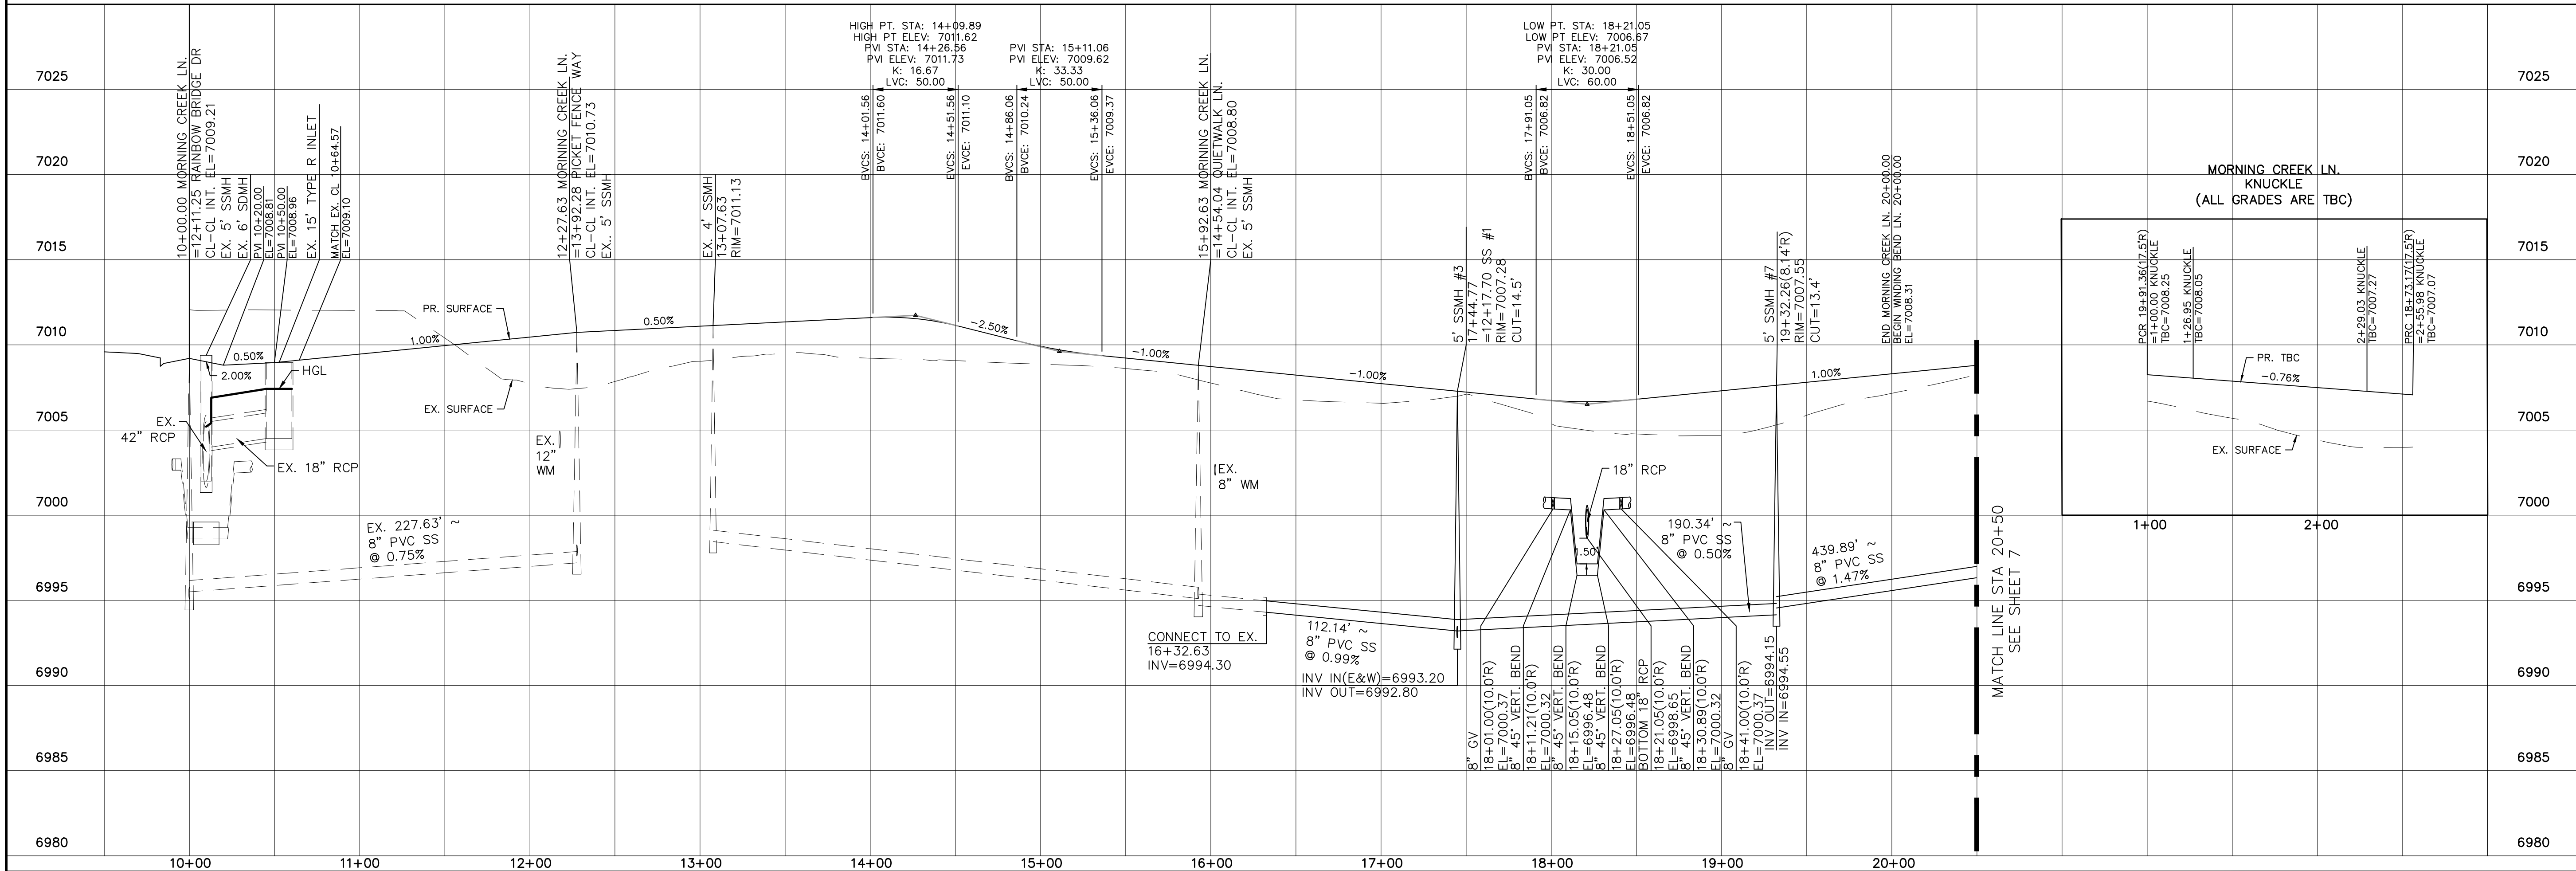 HIGH PT. STA: 14+09.89
HIGH PT ELEV: 7011.62
PVI STA: 14+26.56
PVI ELEV: 7011.73
K: 16.67
LVC: 50.00
PVI STA: 15+11.06
PVI ELEV: 7009.62
K: 33.33
LVC: 50.00
LOW PT. STA: 18+21.05
LOW PT ELEV: 7006.67
PVI STA: 18+21.05
PVI ELEV: 7006.52
K: 30.00
LVC: 60.00
7025
7020
7015
7010
7005
7000
6995
6990
6985
6980
10+00.00 MORNING CREEK LN.
=12+11.25 RAINBOW BRIDGE DR
CL-CL INT. EL=7009.21
EX. 5' SSMH
EX. 6' SDMH
PVI 10+20.00
EL=7008.81
PVI 10+50.00
EL=7008.96
EX. 15' TYPE R INLET
MATCH EX. CL 10+64.57
EL=7009.10
12+27.63 MORINING CREEK LN.
=13+92.28 PICKET FENCE WAY
CL-CL INT. EL=7010.73
EX. 5' SSMH
EX. 4' SSMH
13+07.63
RIM=7011.13
BVCS: 14+01.56
BVCE: 7011.60
EVCS: 14+51.56
EVCE: 7011.10
BVCS: 14+86.06
BVCE: 7010.24
EVCS: 15+36.06
EVCE: 7009.37
15+92.63 MORINING CREEK LN.
=14+54.04 QUIETWALK LN.
CL-CL INT. EL=7008.80
EX. 5' SSMH
5' SSMH #3
17+44.77
=12+17.70 SS #1
RIM=7007.28
CUT=14.5'
BVCS: 17+91.05
BVCE: 7006.82
EVCS: 18+51.05
EVCE: 7006.82
5' SSMH #7
19+32.26(8.14'R)
RIM=7007.55
CUT=13.4'
END MORNING CREEK LN. 20+00.00
BEGIN WINDING BEND LN. 20+00.00
EL=7008.31
0.50%
2.00%
HGL
1.00%
PR. SURFACE
EX. SURFACE
0.50%
-2.50%
-1.00%
-1.00%
1.00%
EX.
42" RCP
EX. 18" RCP
EX.
12"
WM
EX.
8" WM
EX. 227.63' ~
8" PVC SS
@ 0.75%
CONNECT TO EX.
16+32.63
INV=6994.30
112.14' ~
8" PVC SS
@ 0.99%
INV IN(E&W)=6993.20
INV OUT=6992.80
18" RCP
1.50'
190.34' ~
8" PVC SS
@ 0.50%
439.89' ~
8" PVC SS
@ 1.47%
8" GV
18+01.00(10.0'R)
EL=7000.37
8" 45° VERT. BEND
18+11.21(10.0'R)
EL=7000.32
8" 45° VERT. BEND
18+15.05(10.0'R)
EL=6996.48
8" 45° VERT. BEND
18+27.05(10.0'R)
EL=6996.48
BOTTOM 18" RCP
18+21.05(10.0'R)
EL=6998.65
8" 45° VERT. BEND
18+30.89(10.0'R)
EL=7000.32
8" GV
18+41.00(10.0'R)
EL=7000.37
INV OUT=6994.15
INV IN=6994.55
MATCH LINE STA 20+50
SEE SHEET 7
MORNING CREEK LN.
KNUCKLE
(ALL GRADES ARE TBC)
PCR 19+91.36(17.5'R)
=1+00.00 KNUCKLE
TBC=7008.25
1+26.95 KNUCKLE
TBC=7008.05
2+29.03 KNUCKLE
TBC=7007.27
PRC 18+73.17(17.5'R)
=2+55.98 KNUCKLE
TBC=7007.07
PR. TBC
-0.76%
EX. SURFACE
1+00
2+00
7025
7020
7015
7010
7005
7000
6995
6990
6985
6980
10+00
11+00
12+00
13+00
14+00
15+00
16+00
17+00
18+00
19+00
20+00